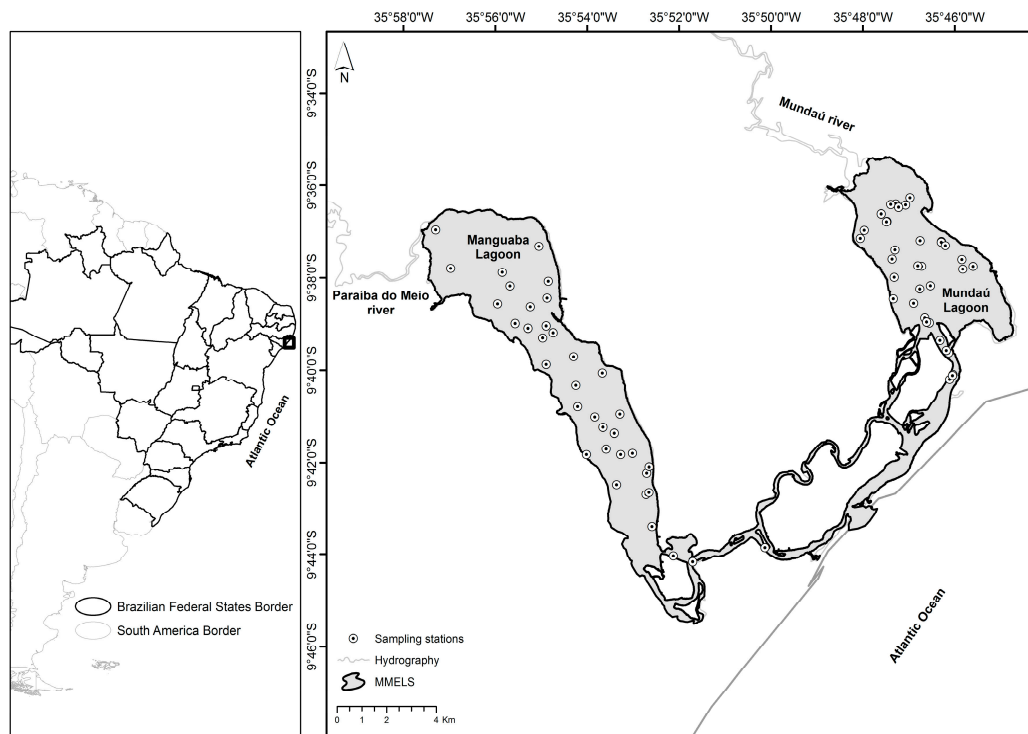 35°58'0"W 35°56'0"W 35°54'0"W 35°52'0"W 35°50'0"W 35°48'0"W 35°46'0"W
9°34'0"S
9°36'0"S
9°38'0"S
9°40'0"S
9°42'0"S
9°44'0"S
9°46'0"S
N
Mundaú river
Manguaba
Lagoon
Paraiba do Meio
river
Mundaú
Lagoon
Atlantic Ocean
Atlantic Ocean
Brazilian Federal States Border
South America Border
Sampling stations
Hydrography
MMELS
0 1 2 4 Km